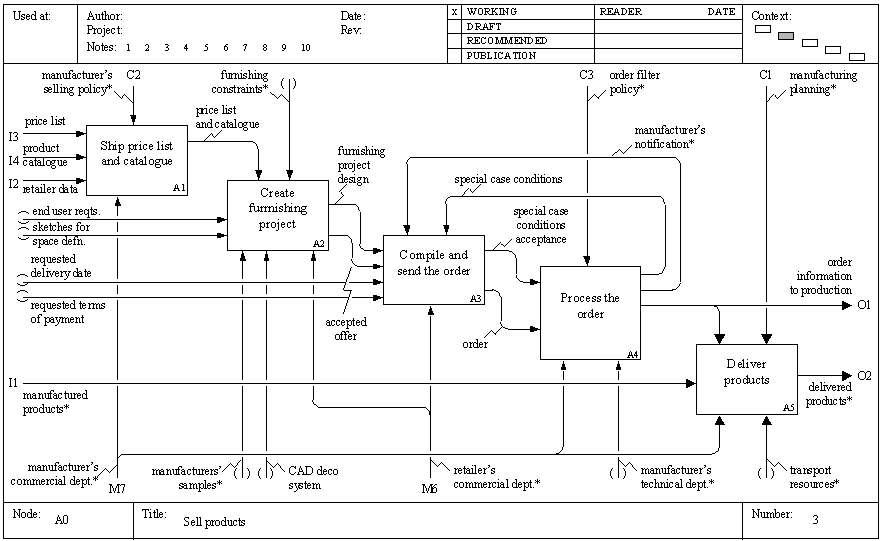 Used at:
Author:
Project:
Notes: 1 2 3 4 5 6 7 8 9 10
Date:
Rev:
X WORKING
DRAFT
RECOMMENDED
PUBLICATION
READER DATE
Context:
manufacturer's
selling policy*
C2
furnishing
constraints*
( )
C3
order filter
policy*
C1
manufacturing
planning*
price list
I3
product
catalogue
I4
I2
retailer data
Ship price list
and catalogue
A1
price list
and catalogue
manufacturer's
notification*
furnishing
project
design
special case conditions
Create
furnishing
project
A2
end user reqts.
sketches for
space defn.
requested
delivery date
requested terms
of payment
special case
conditions
acceptance
Compile and
send the order
A3
accepted
offer
order
Process the
order
A4
order
information
to production
O1
Deliver
products
A5
O2
delivered
products*
I1
manufactured
products*
manufacturer's
commercial dept.*
M7
manufacturers'
samples*
( )
( )
CAD deco
system
M6
retailer's
commercial dept.*
( )
manufacturer's
technical dept.*
( )
transport
resources*
Node: A0
Title: Sell products
Number: 3